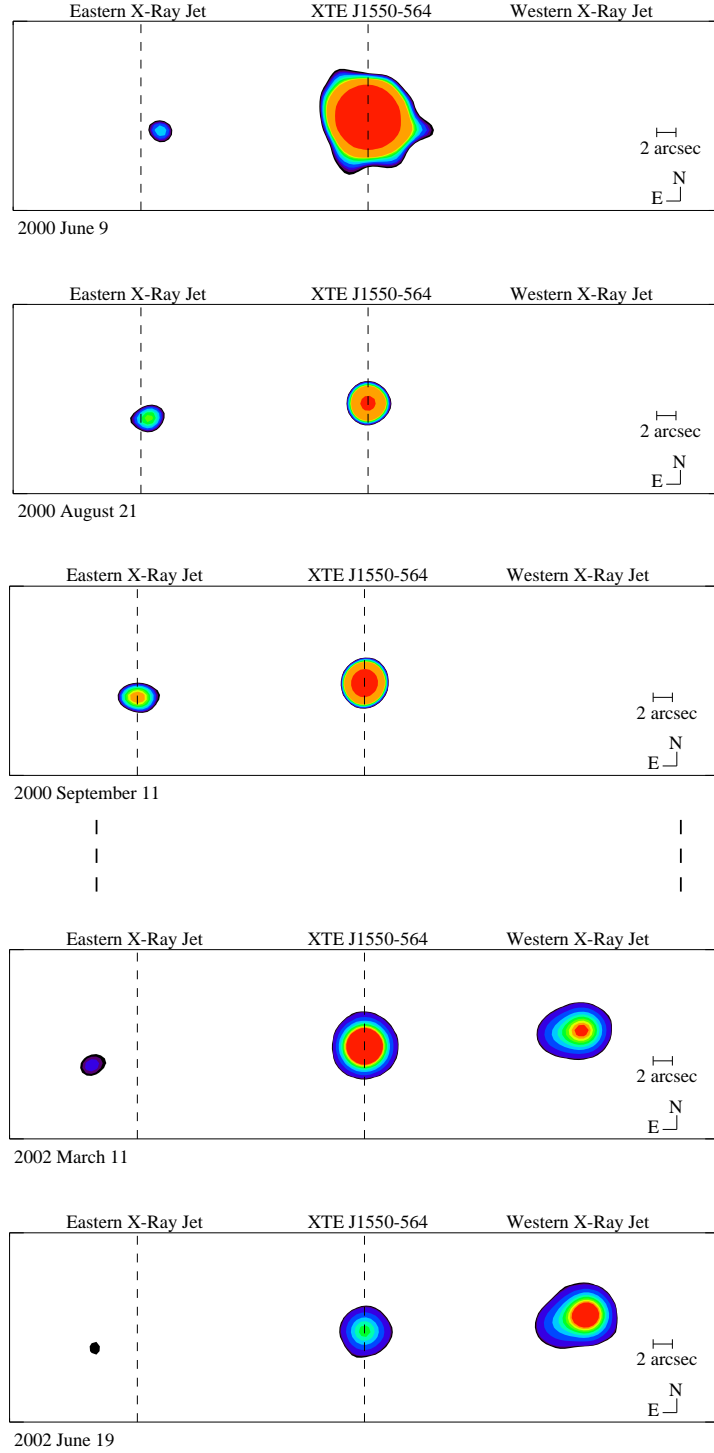 Eastern X-Ray Jet XTE J1550-564 Western X-Ray Jet
2 arcsec
N
E
2000 June 9
Eastern X-Ray Jet XTE J1550-564 Western X-Ray Jet
2 arcsec
N
E
2000 August 21
Eastern X-Ray Jet XTE J1550-564 Western X-Ray Jet
2 arcsec
N
E
2000 September 11
Eastern X-Ray Jet XTE J1550-564 Western X-Ray Jet
2 arcsec
N
E
2002 March 11
Eastern X-Ray Jet XTE J1550-564 Western X-Ray Jet
2 arcsec
N
E
2002 June 19